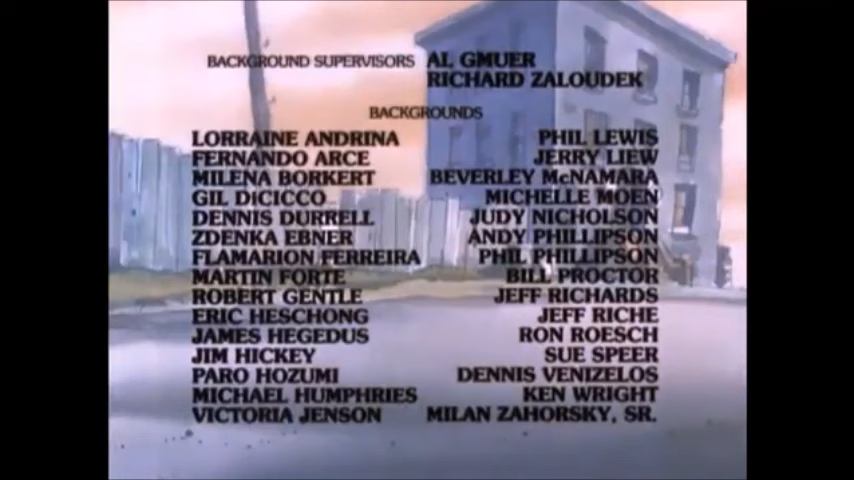 BACKGROUND SUPERVISORS AL GMUER
RICHARD ZALOUDEK
BACKGROUNDS
LORRAINE ANDRINA PHIL LEWIS
FERNANDO ARCE JERRY LIEW
MILENA BORKERT BEVERLEY McNAMARA
GIL DICICCO MICHELLE MOEN
DENNIS DURRELL JUDY NICHOLSON
ZDENKA EBNER ANDY PHILLIPSON
FLAMARION FERREIRA PHIL PHILLIPSON
MARTIN FORTE BILL PROCTOR
ROBERT GENTLE JEFF RICHARDS
ERIC HESCHONG JEFF RICHE
JAMES HEGEDUS RON ROESCH
JIM HICKEY SUE SPEER
PARO HOZUMI DENNIS VENIZELOS
MICHAEL HUMPHRIES KEN WRIGHT
VICTORIA JENSON MILAN ZAHORSKY, SR.